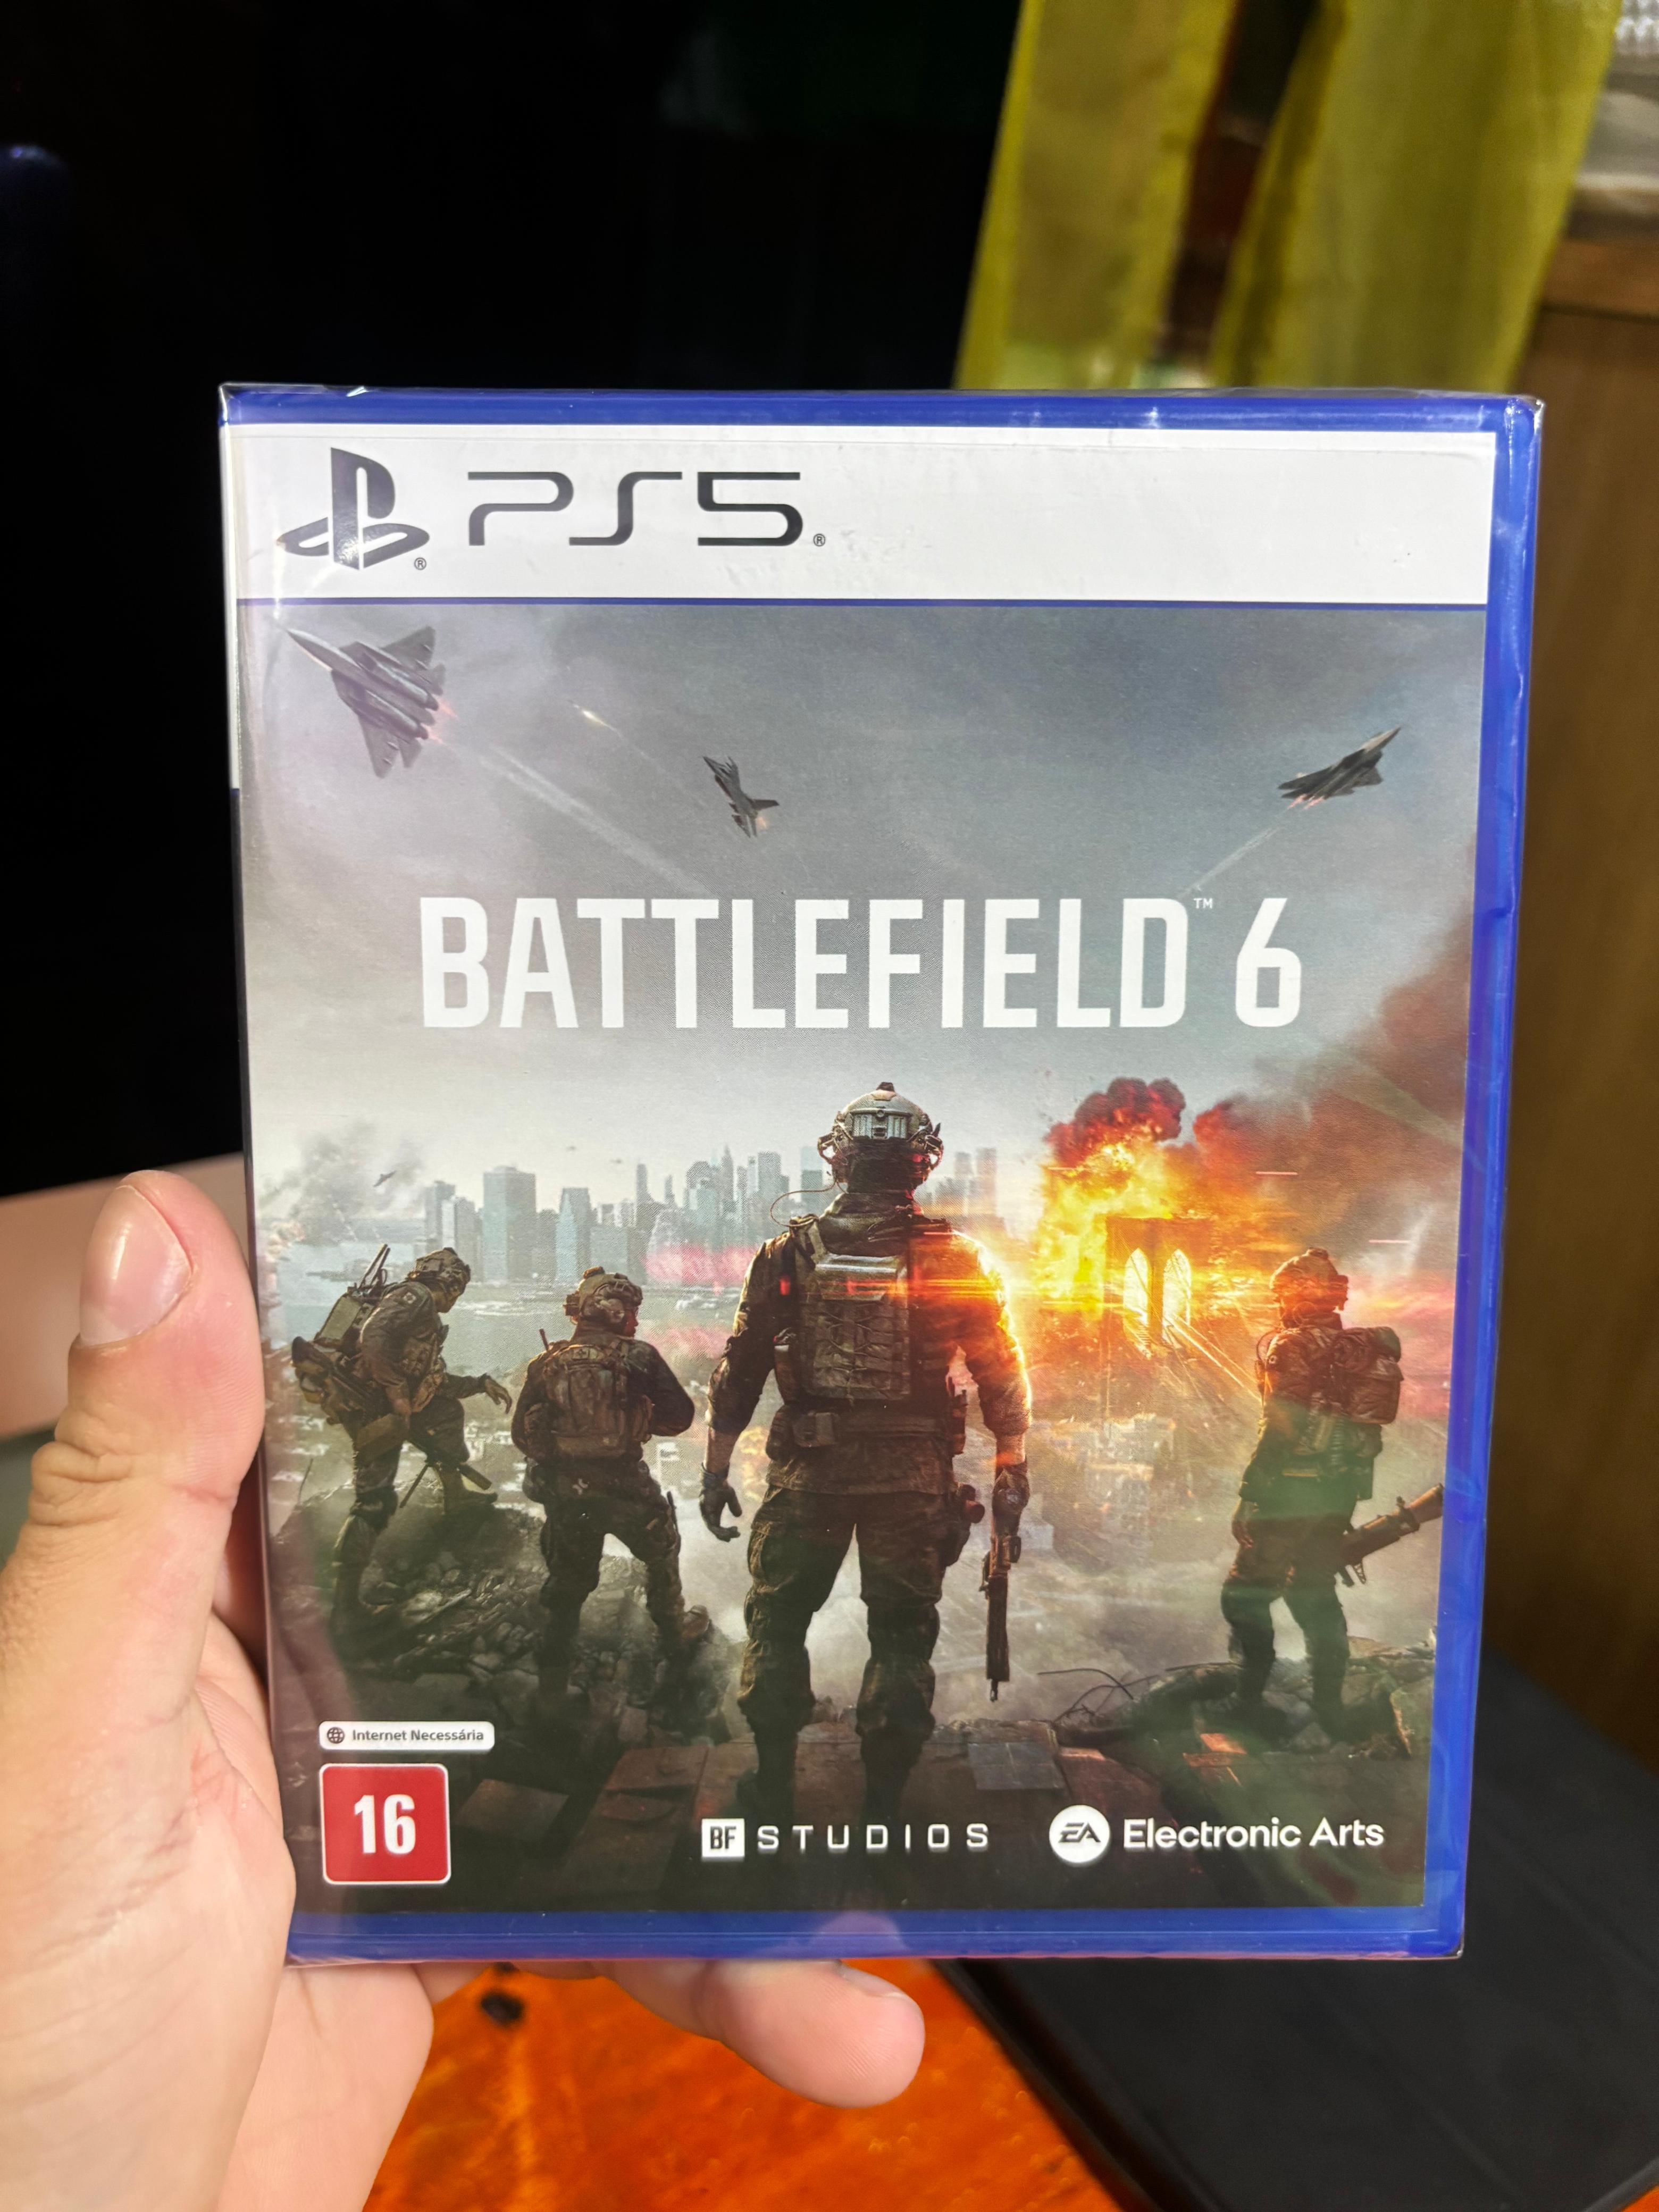 PS5®
BATTLEFIELD™ 6
Internet Necessária
16
BF STUDIOS
EA Electronic Arts